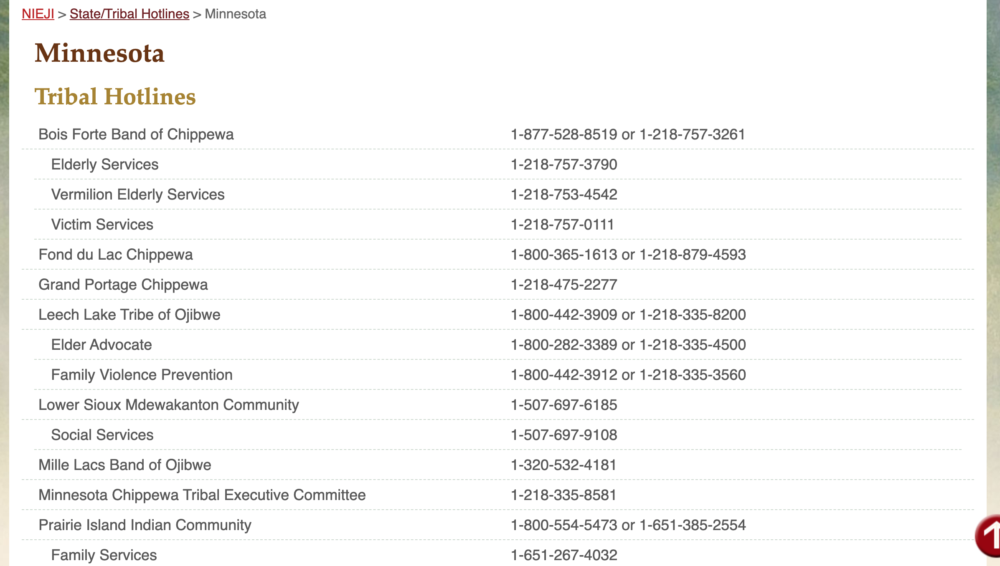 NIEJI > State/Tribal Hotlines > Minnesota
Minnesota
Tribal Hotlines
Bois Forte Band of Chippewa 1-877-528-8519 or 1-218-757-3261
Elderly Services 1-218-757-3790
Vermilion Elderly Services 1-218-753-4542
Victim Services 1-218-757-0111
Fond du Lac Chippewa 1-800-365-1613 or 1-218-879-4593
Grand Portage Chippewa 1-218-475-2277
Leech Lake Tribe of Ojibwe 1-800-442-3909 or 1-218-335-8200
Elder Advocate 1-800-282-3389 or 1-218-335-4500
Family Violence Prevention 1-800-442-3912 or 1-218-335-3560
Lower Sioux Mdewakanton Community 1-507-697-6185
Social Services 1-507-697-9108
Mille Lacs Band of Ojibwe 1-320-532-4181
Minnesota Chippewa Tribal Executive Committee 1-218-335-8581
Prairie Island Indian Community 1-800-554-5473 or 1-651-385-2554
Family Services 1-651-267-4032